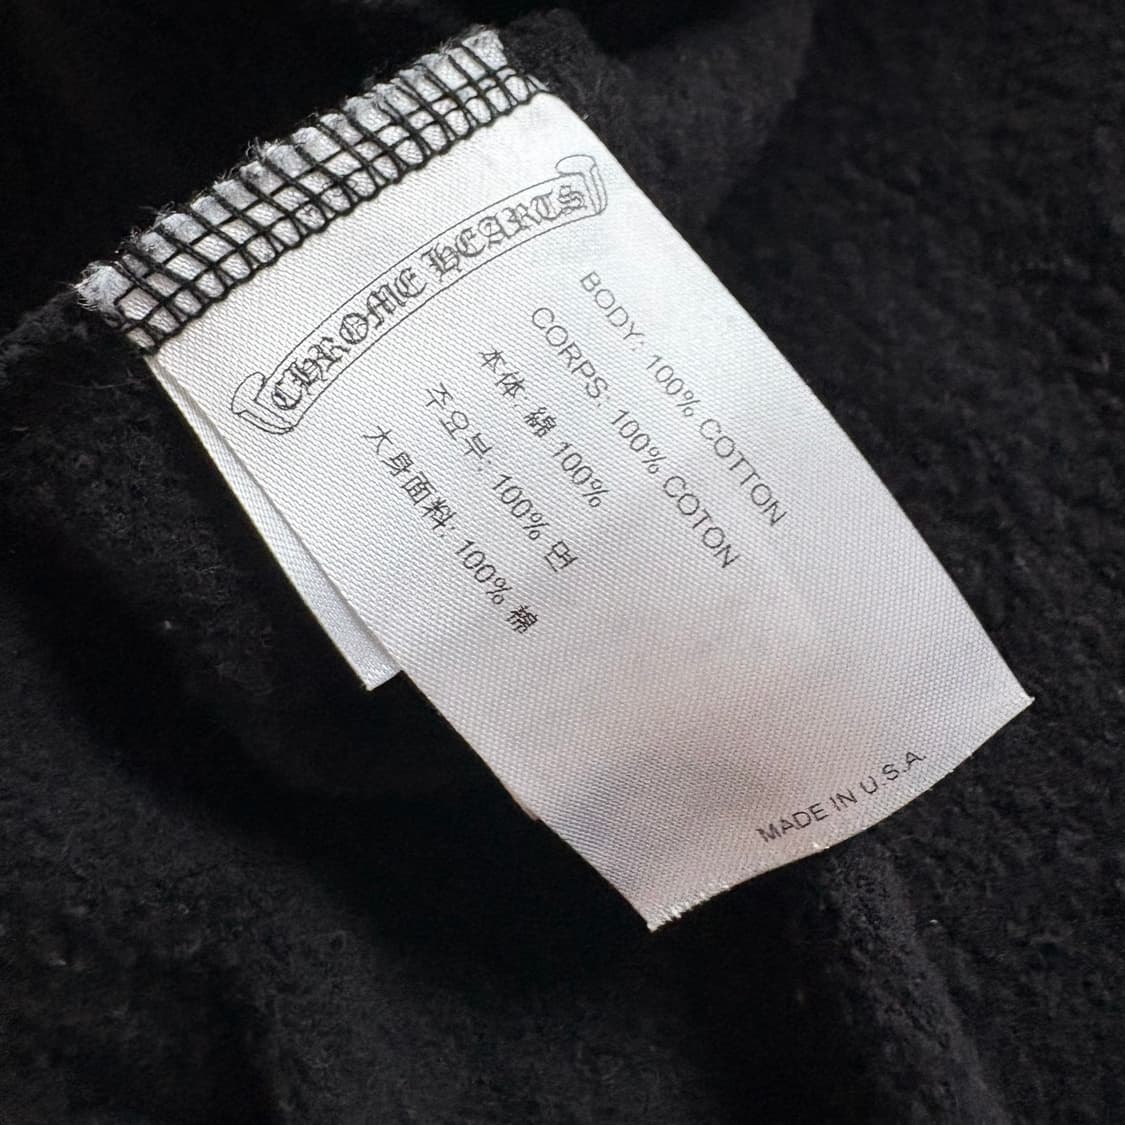 CHROME HEARTS
BODY: 100% COTTON
CORPS: 100% COTON
本体: 綿 100%
주요부: 100% 면
大身面料: 100% 棉
MADE IN U.S.A.